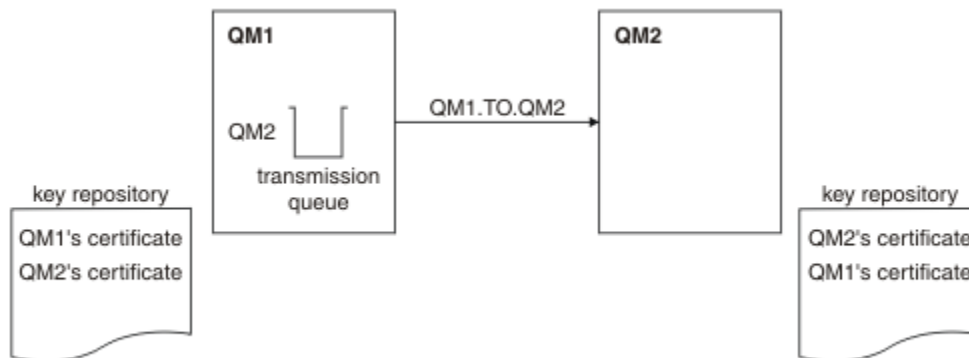 QM1
QM2
QM1.TO.QM2
QM2
transmission
queue
key repository
QM1's certificate
QM2's certificate
key repository
QM2's certificate
QM1's certificate